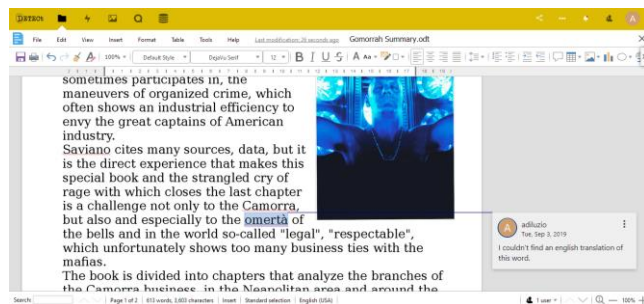 File Edit View Insert Format Table Tools Help Last modification: 20 seconds ago Gomorrah Summary.odt
100% Default Style DejaVu Serif 12 B I U S A Aa
sometimes participates in, the
maneuvers of organized crime, which
often shows an industrial efficiency to
envy the great captains of American
industry.
Saviano cites many sources, data, but it
is the direct experience that makes this
special book and the strangled cry of
rage with which closes the last chapter
is a challenge not only to the Camorra,
but also and especially to the omertà of
the bells and in the world so-called "legal", "respectable",
which unfortunately shows too many business ties with the
mafias.
The book is divided into chapters that analyze the branches of
the Camorra business, in the Neapolitan area and around the
A adiluzio
Tue, Sep 3, 2019
I couldn't find an english translation of
this word.
Search: Page 1 of 2 613 words, 3,803 characters Insert Standard selection English (USA) 1 user 100%